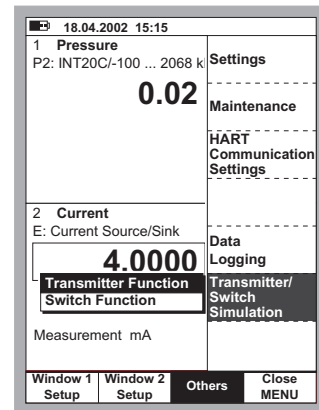 18.04.2002 15:15
1 Pressure
P2: INT20C/-100 ... 2068 k
0.02
2 Current
E: Current Source/Sink
4.0000
Transmitter Function
Switch Function
Measurement mA
Settings
Maintenance
HART
Communication
Settings
Data
Logging
Transmitter/
Switch
Simulation
Window 1
Setup
Window 2
Setup
Others
Close
MENU